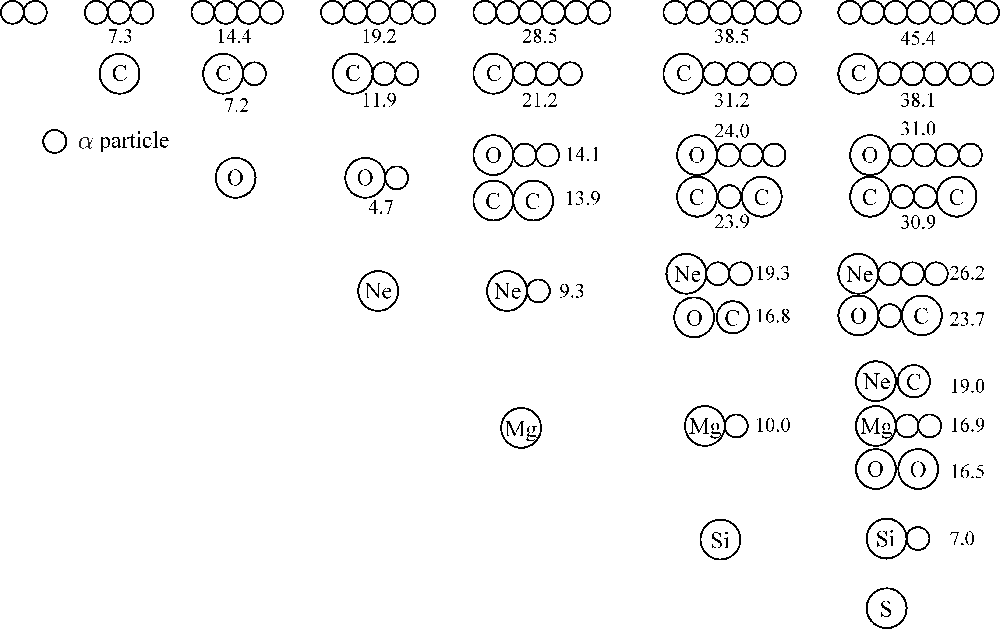 7.3 14.4 19.2 28.5 38.5 45.4
C C C C C C
7.2 11.9 21.2 31.2 38.1
α particle
24.0 31.0
O 14.1 O O
O O
4.7
C C 13.9 C C C C
23.9 30.9
Ne 19.3 Ne 26.2
Ne Ne 9.3
O C 16.8 O C 23.7
Ne C 19.0
Mg Mg 10.0 Mg 16.9
O O 16.5
Si Si 7.0
S